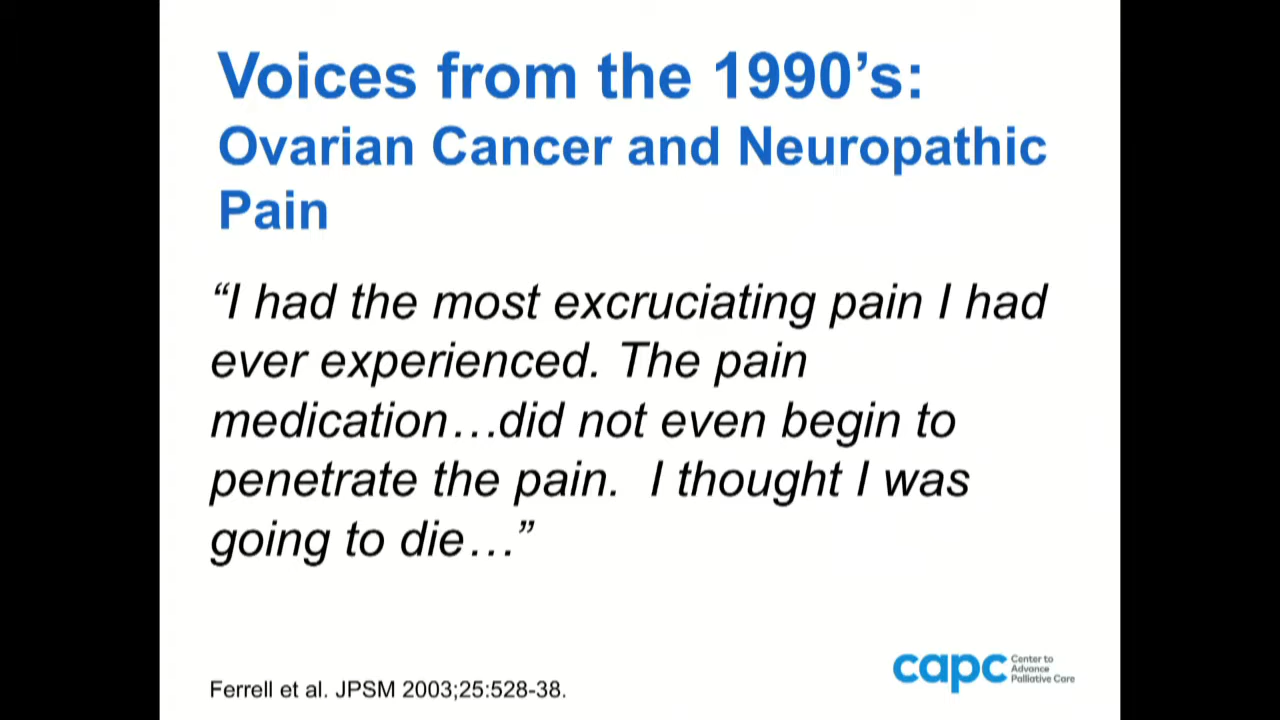 Voices from the 1990’s:
Ovarian Cancer and Neuropathic
Pain
“I had the most excruciating pain I had
ever experienced. The pain
medication…did not even begin to
penetrate the pain.  I thought I was
going to die…”
Ferrell et al. JPSM 2003;25:528-38.
capc
Center to
Advance
Palliative Care